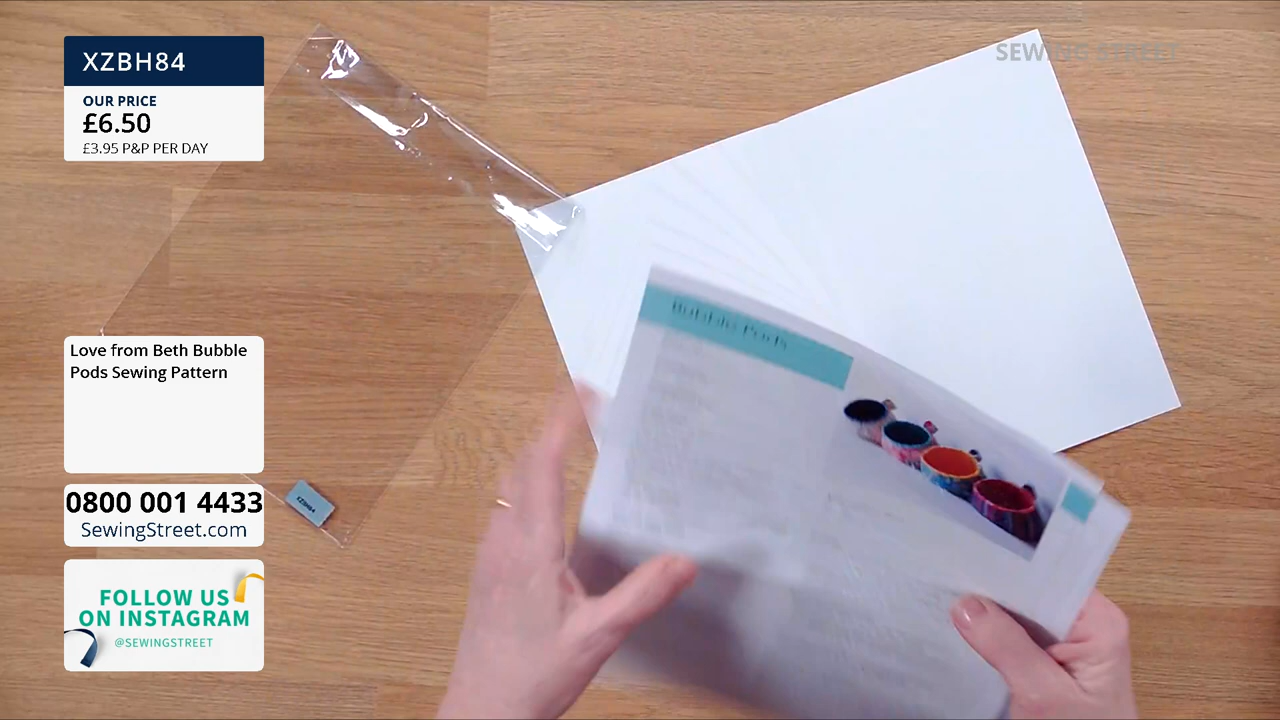 XZBH84
OUR PRICE
£6.50
£3.95 P&P PER DAY
SEWING STREET
Bubble Pods
Love from Beth Bubble
Pods Sewing Pattern
XZBH84
0800 001 4433
SewingStreet.com
FOLLOW US
ON INSTAGRAM
@SEWINGSTREET